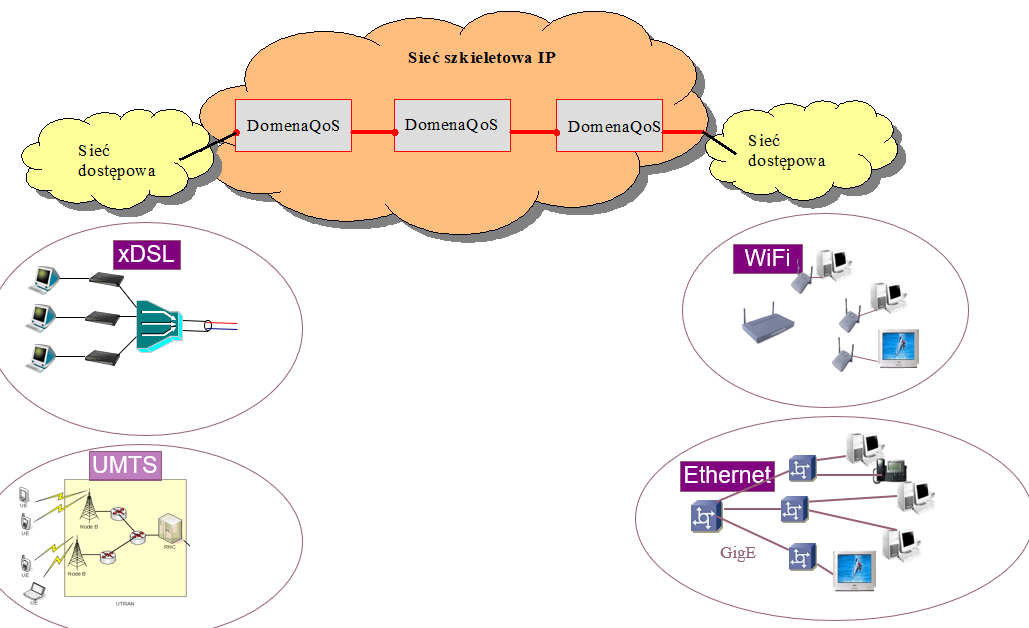 Sieć szkieletowa IP
DomenaQoS
DomenaQoS
DomenaQoS
Sieć
dostępowa
Sieć
dostępowa
xDSL
WiFi
UMTS
UE
UE
UE
UE
Node B
Node B
RNC
UTRAN
Ethernet
GigE